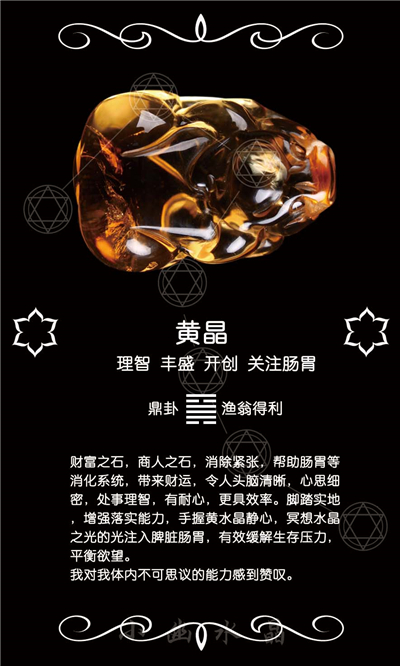 黄晶
理智 丰盛 开创 关注肠胃
鼎卦 渔翁得利
财富之石，商人之石，消除紧张，帮助肠胃等
消化系统，带来财运，令人头脑清晰，心思细
密，处事理智，有耐心，更具效率。脚踏实地
，增强落实能力，手握黄水晶静心，冥想水晶
之光的光注入脾脏肠胃，有效缓解生存压力，
平衡欲望。
我对我体内不可思议的能力感到赞叹。
小幽水晶